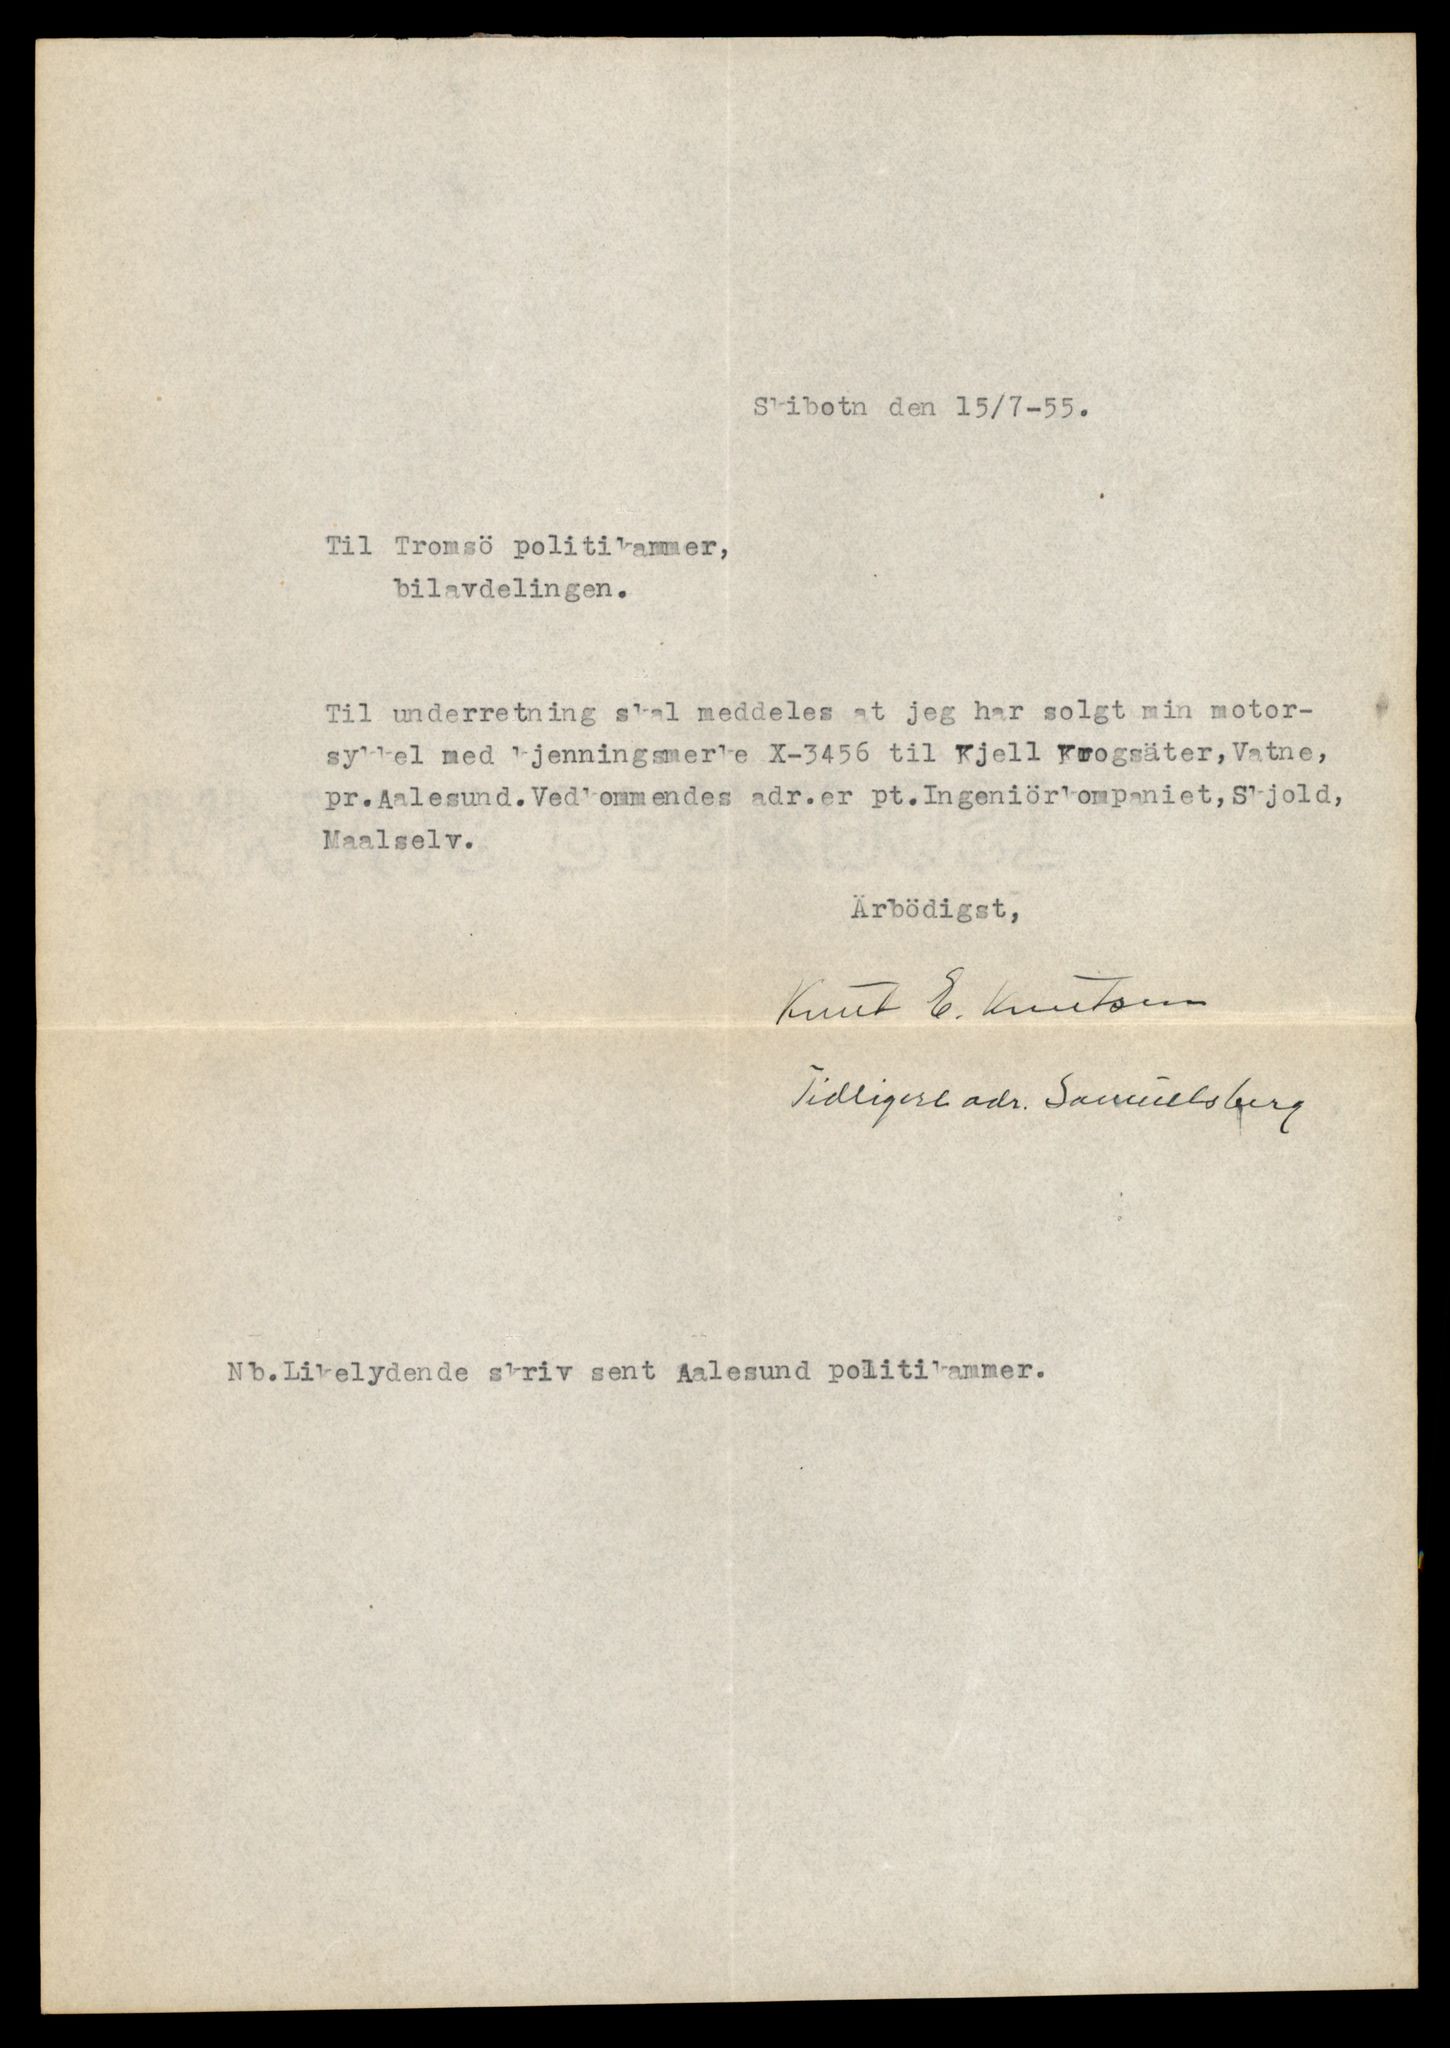 Skibotn den 15/7-55.
Til Tromsö politikammer,
bilavdelingen.
Til underretning skal meddeles at jeg har solgt min motor-
sykkel med kjenningsmerke X-3456 til Kjell Krogsäter, Vatne,
pr.Aalesund.Vedkommendes adr.er pt.Ingeniörkompaniet,Skjold,
Maalselv.
Ärbödigst,
Knut E. Knutsen
Tidligere adr. Samuelsberg
Nb.Likelydende skriv sent Aalesund politikammer.